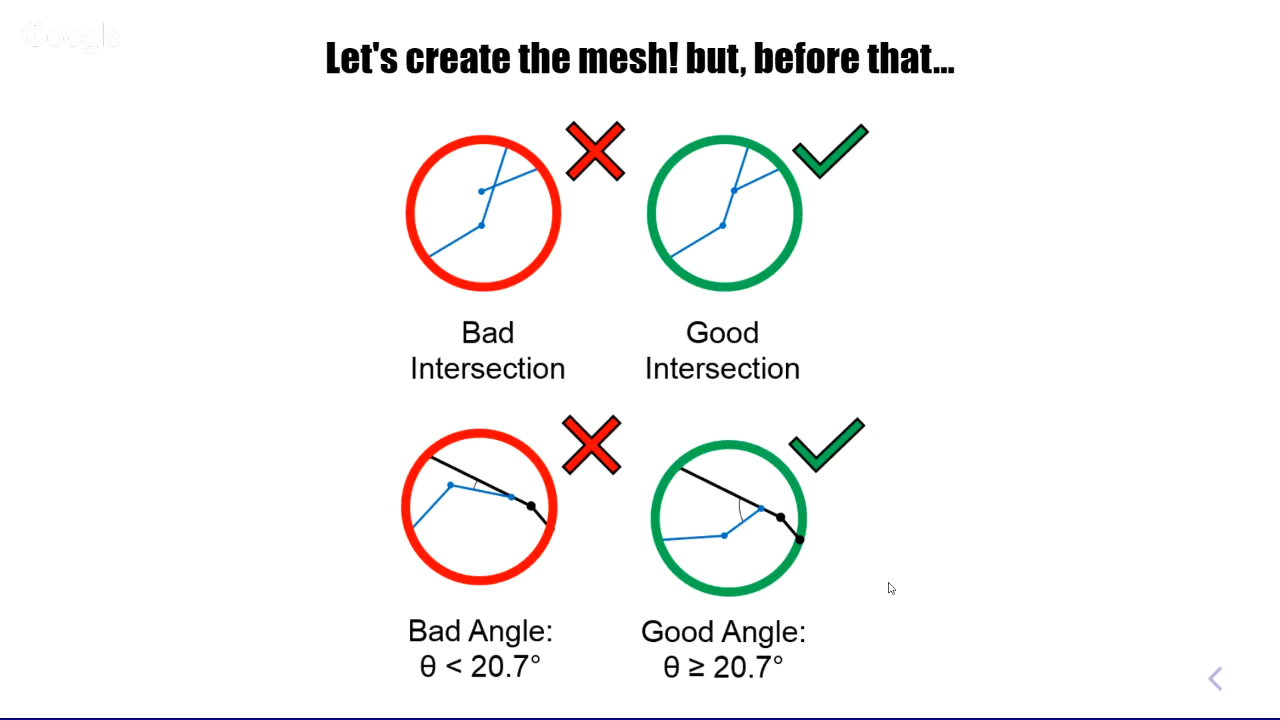 Google
Let's create the mesh! but, before that...
Bad
Intersection
Good
Intersection
Bad Angle:
θ < 20.7°
Good Angle:
θ ≥ 20.7°